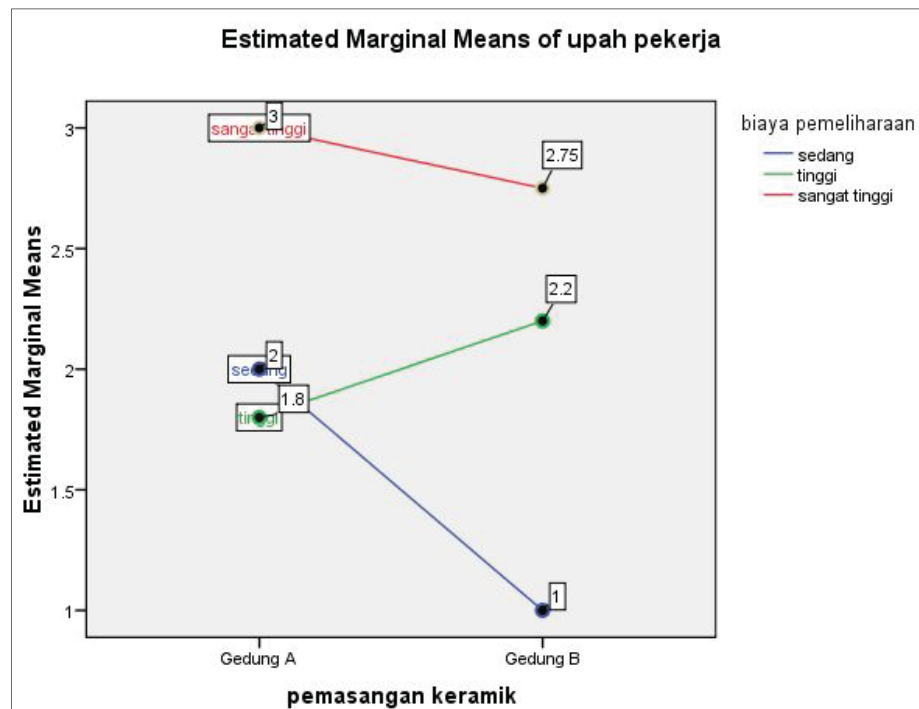 Estimated Marginal Means of upah pekerja
Estimated Marginal Means
3
2.5
2
1.5
1
sangat tinggi
3
2.75
2.2
sedang
2
1.8
tinggi
1
Gedung A
Gedung B
pemasangan keramik
biaya pemeliharaan
sedang
tinggi
sangat tinggi